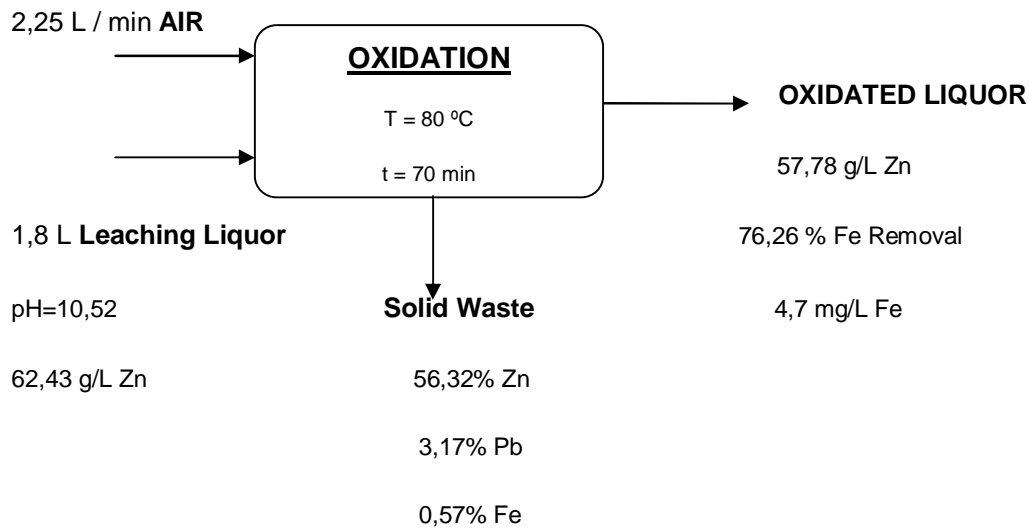 2,25 L / min AIR
OXIDATION
T = 80 ºC
t = 70 min
OXIDATED LIQUOR
57,78 g/L Zn
76,26 % Fe Removal
4,7 mg/L Fe
1,8 L Leaching Liquor
pH=10,52
62,43 g/L Zn
Solid Waste
56,32% Zn
3,17% Pb
0,57% Fe